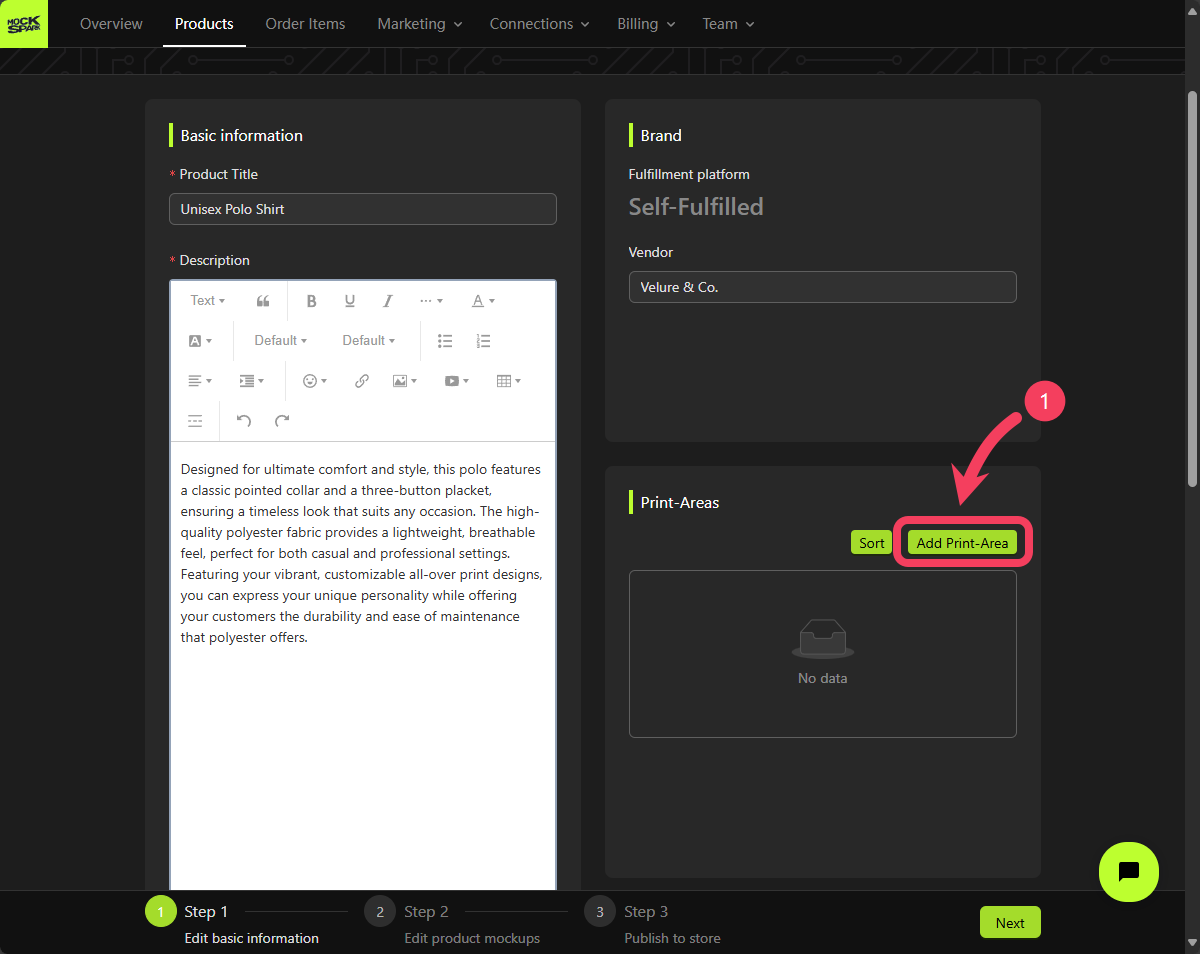 MOCK
SPARK
Overview
Products
Order Items
Marketing
Connections
Billing
Team
Basic information
* Product Title
Unisex Polo Shirt
* Description
Text
B U I
A
A
Default
Default
Designed for ultimate comfort and style, this polo features
a classic pointed collar and a three-button placket,
ensuring a timeless look that suits any occasion. The high-
quality polyester fabric provides a lightweight, breathable
feel, perfect for both casual and professional settings.
Featuring your vibrant, customizable all-over print designs,
you can express your unique personality while offering
your customers the durability and ease of maintenance
that polyester offers.
Brand
Fulfillment platform
Self-Fulfilled
Vendor
Velure & Co.
1
Print-Areas
Sort
Add Print-Area
No data
1
Step 1
Edit basic information
2
Step 2
Edit product mockups
3
Step 3
Publish to store
Next